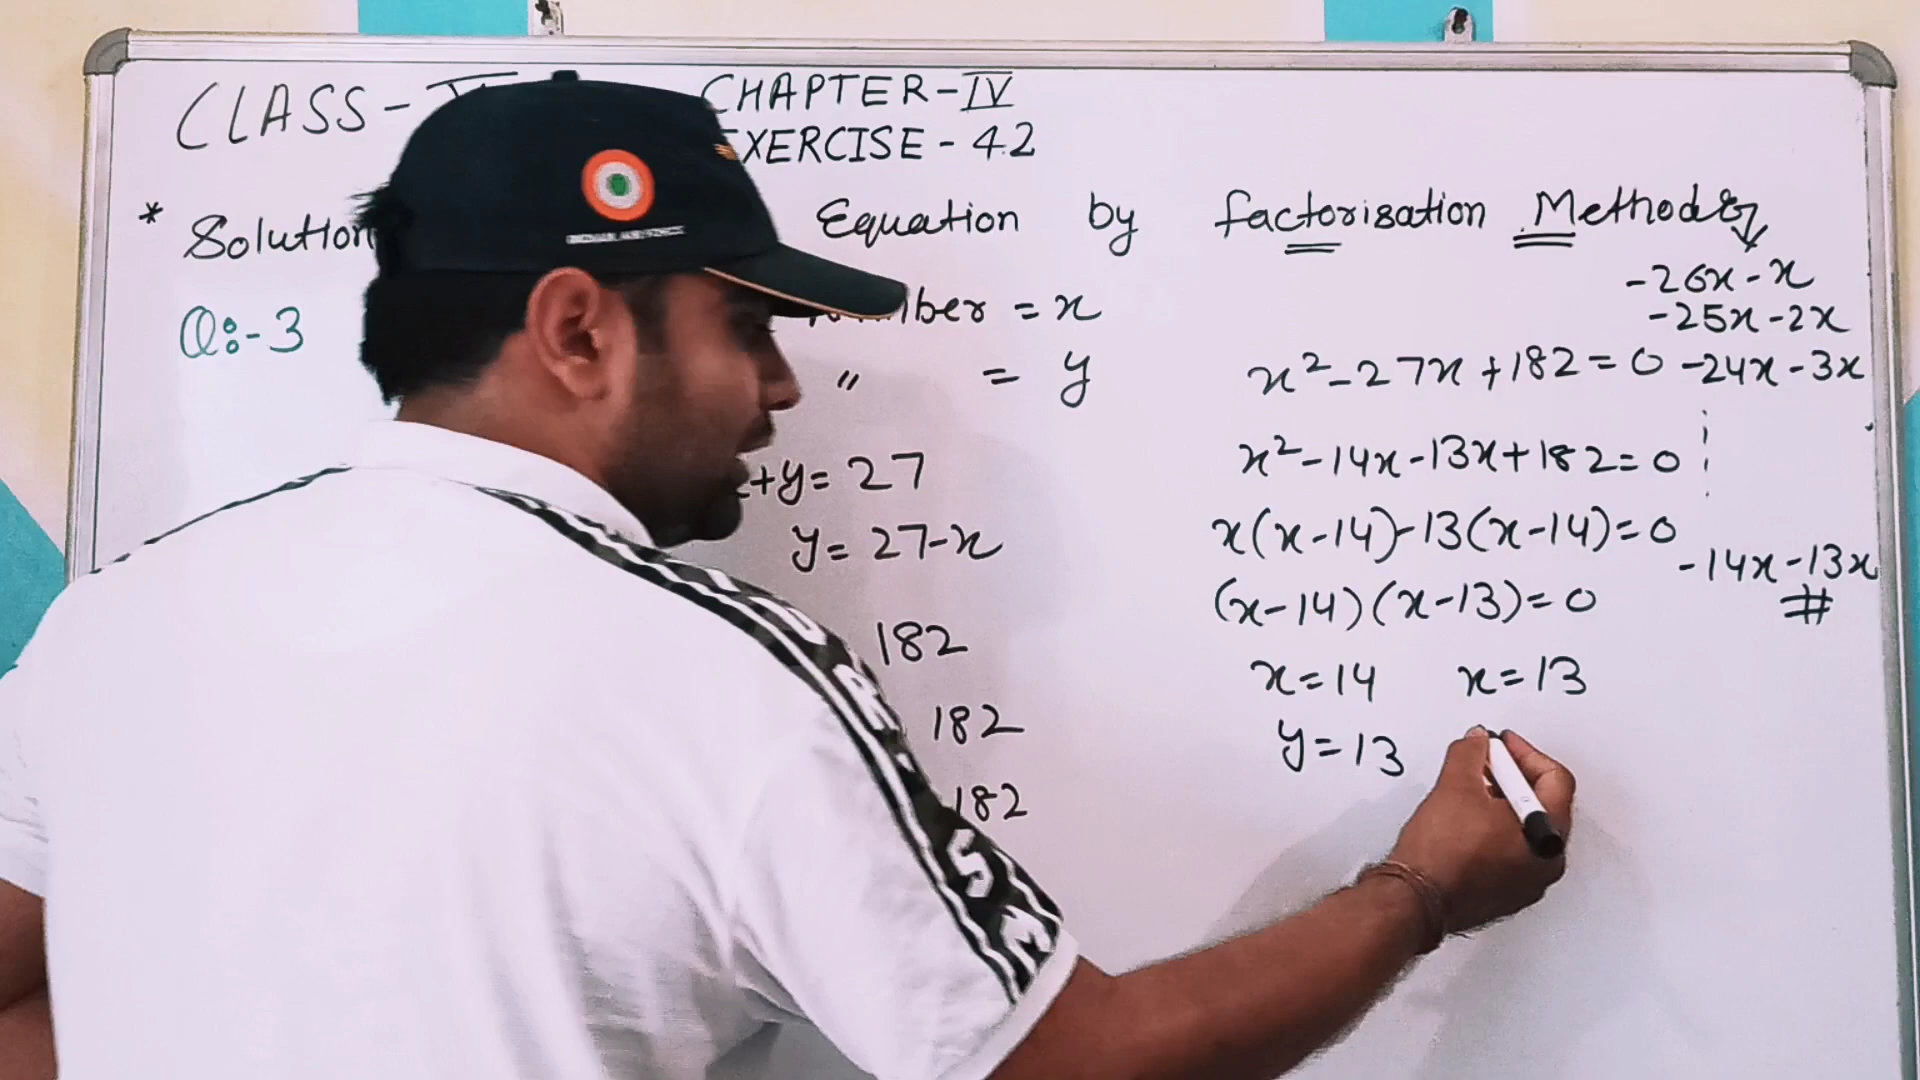 CLASS-
CHAPTER-IV
EXERCISE-4.2
* Solution Equation by factorisation Method
Q:-3
= x
" = y
x+y= 27
y= 27-x
182
182
182
-26x-x
-25x-2x
x²-27x+182=0 -24x-3x
x²-14x-13x+182=0
x(x-14)-13(x-14)=0
-14x-13x
(x-14)(x-13)=0
x=14 x=13
y=13
SM